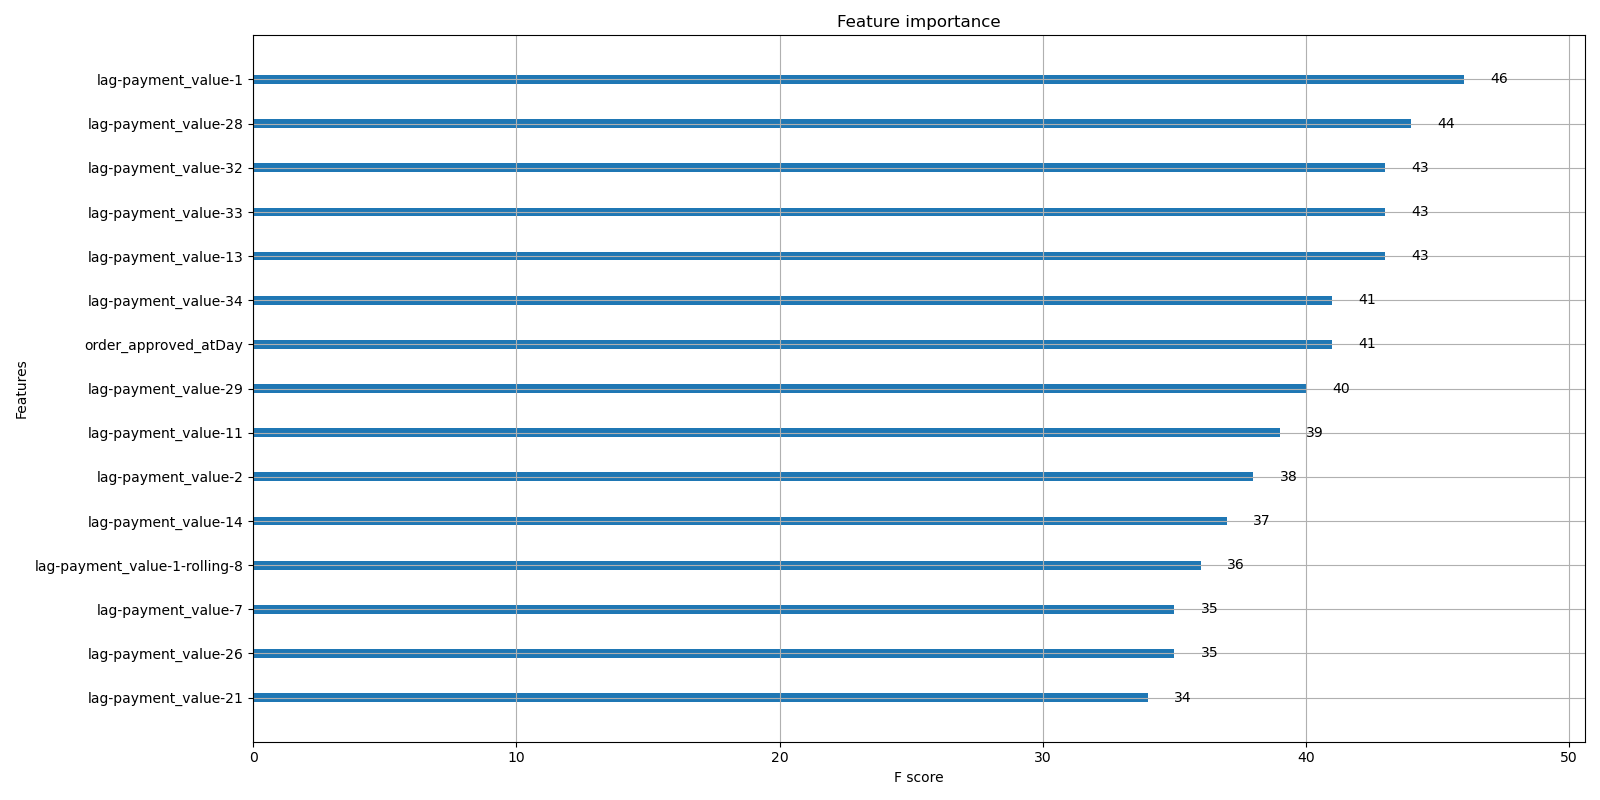 Feature importance
lag-payment_value-1 46
lag-payment_value-28 44
lag-payment_value-32 43
lag-payment_value-33 43
lag-payment_value-13 43
lag-payment_value-34 41
order_approved_atDay 41
lag-payment_value-29 40
lag-payment_value-11 39
lag-payment_value-2 38
lag-payment_value-14 37
lag-payment_value-1-rolling-8 36
lag-payment_value-7 35
lag-payment_value-26 35
lag-payment_value-21 34
Features
0 10 20 30 40 50
F score